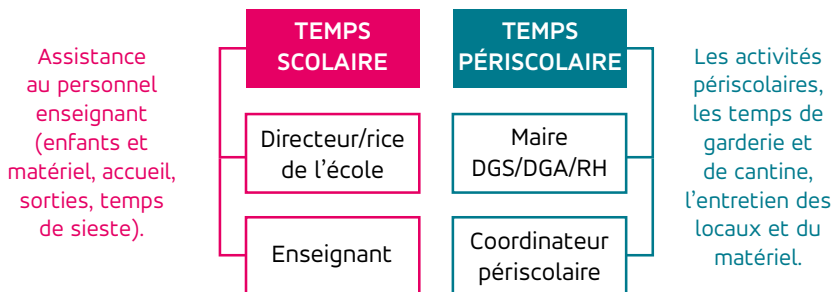 Assistance
au personnel
enseignant
(enfants et
matériel, accueil,
sorties, temps
de sieste).
TEMPS
SCOLAIRE
Directeur/rice
de l’école
Enseignant
TEMPS
PÉRISCOLAIRE
Maire
DGS/DGA/RH
Coordinateur
périscolaire
Les activités
périscolaires,
les temps de
garderie et
de cantine,
l’entretien des
locaux et du
matériel.